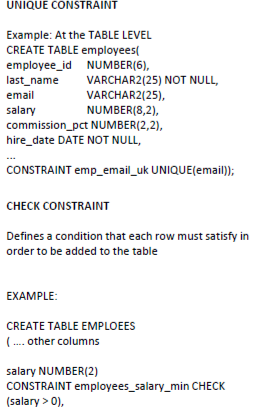 UNIQUE CONSTRAINT
Example: At the TABLE LEVEL
CREATE TABLE employees(
employee_id NUMBER(6),
last_name VARCHAR2(25) NOT NULL,
email VARCHAR2(25),
salary NUMBER(8,2),
commission_pct NUMBER(2,2),
hire_date DATE NOT NULL,
...
CONSTRAINT emp_email_uk UNIQUE(email));
CHECK CONSTRAINT
Defines a condition that each row must satisfy in
order to be added to the table
EXAMPLE:
CREATE TABLE EMPLOEES
( .... other columns
salary NUMBER(2)
CONSTRAINT employees_salary_min CHECK
(salary > 0),